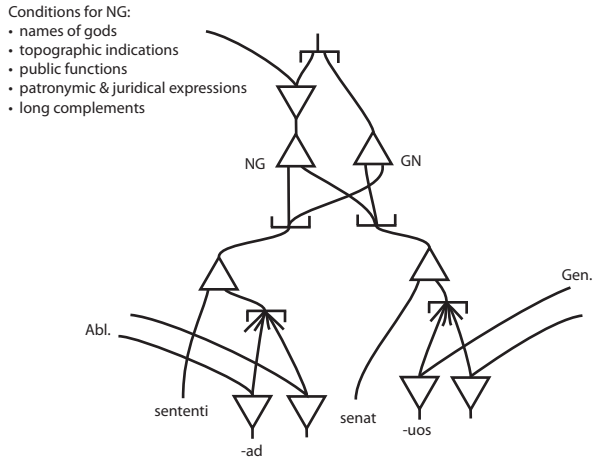 Conditions for NG:
• names of gods
• topographic indications
• public functions
• patronymic & juridical expressions
• long complements
NG
GN
Gen.
Abl.
sententi
senat
-uos
-ad